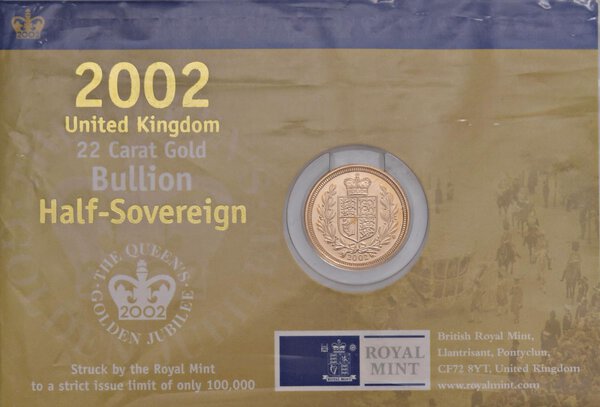 2002
United Kingdom
22 Carat Gold
Bullion
Half-Sovereign
THE QUEEN'S
GOLDEN JUBILEE
2002
Struck by the Royal Mint
to a strict issue limit of only 100,000
2002
ROYAL
MINT
British Royal Mint,
Llantrisant, Pontyclun,
CF72 8YT, United Kingdom
www.royalmint.com